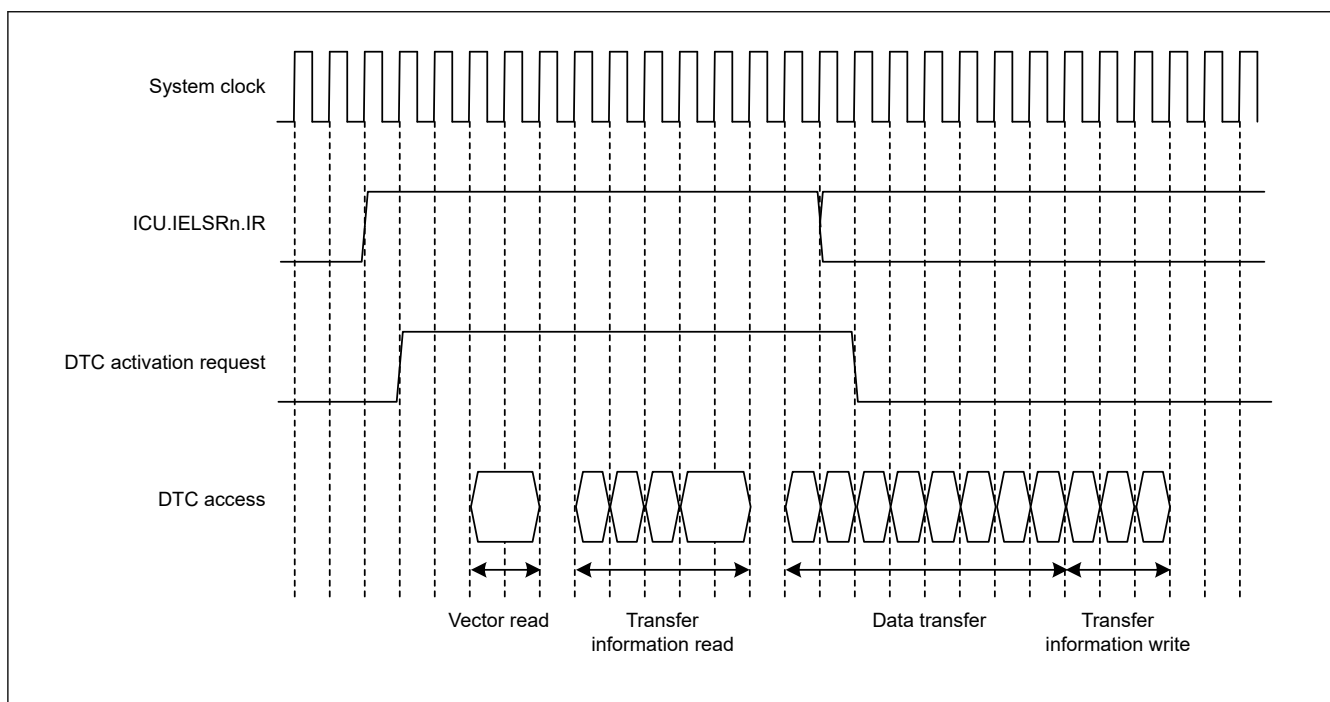 System clock
ICU.IELSRn.IR
DTC activation request
DTC access
Vector read
Transfer
information read
Data transfer
Transfer
information write